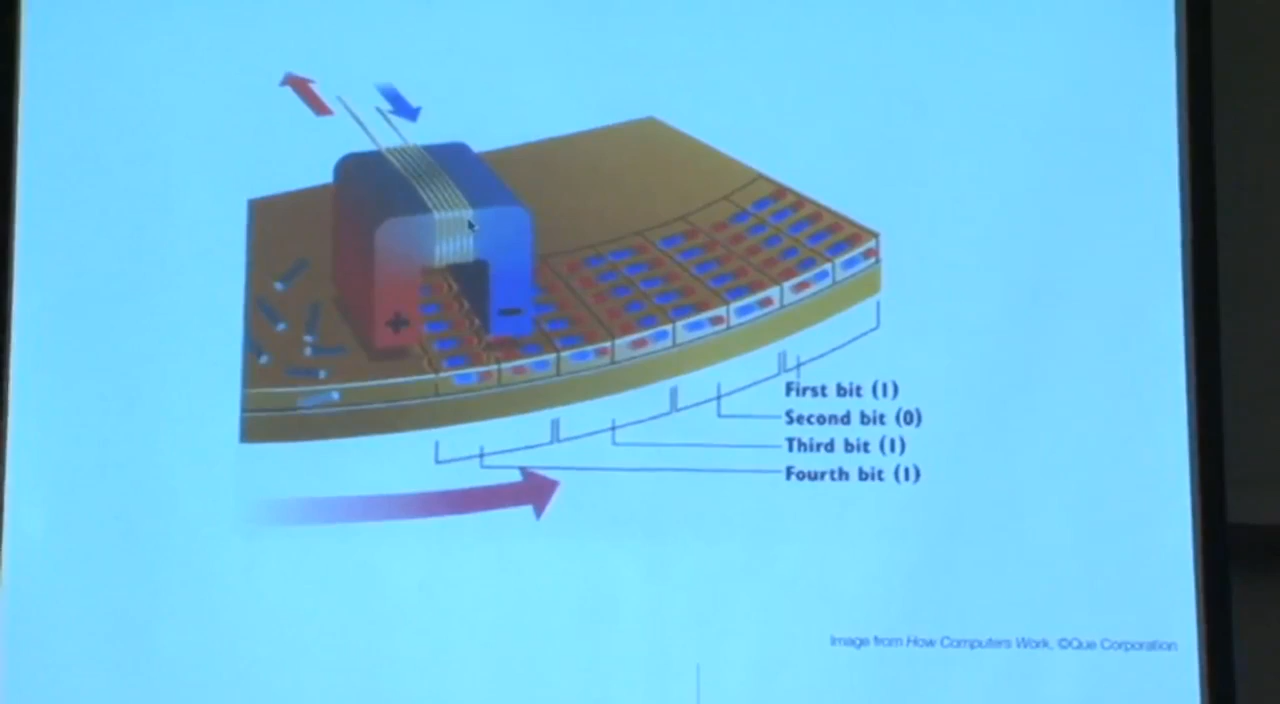 +
-
First bit (1)
Second bit (0)
Third bit (1)
Fourth bit (1)
Image from How Computers Work, ©Que Corporation